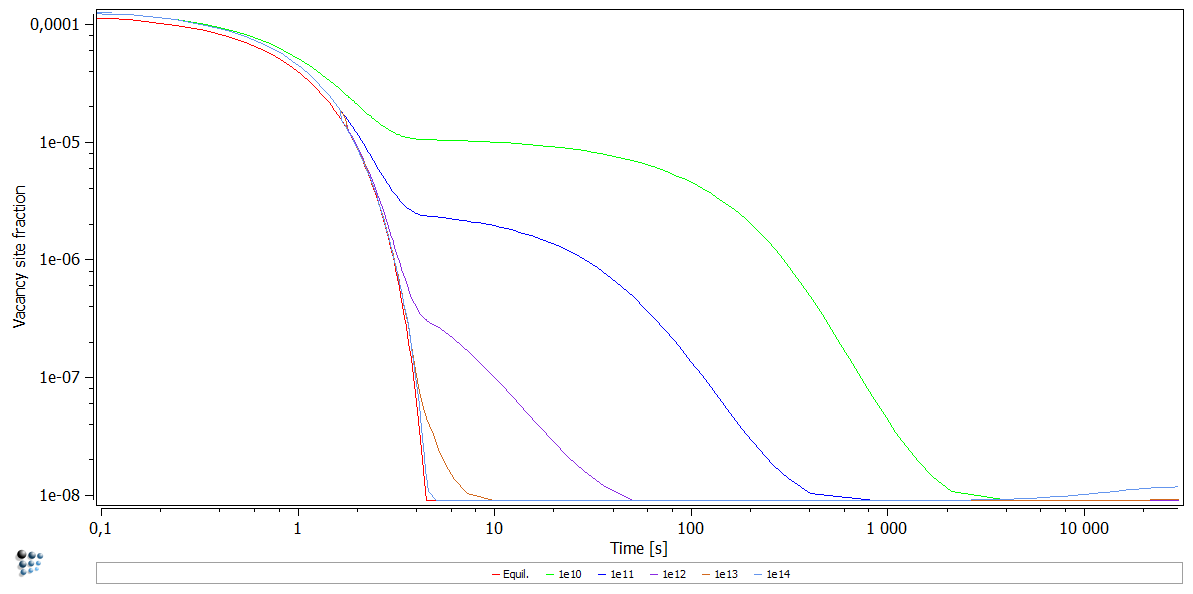 0,0001
1e-05
1e-06
1e-07
1e-08
Vacancy site fraction
0,1
1
10
100
1 000
10 000
Time [s]
Equil. 1e10 1e11 1e12 1e13 1e14